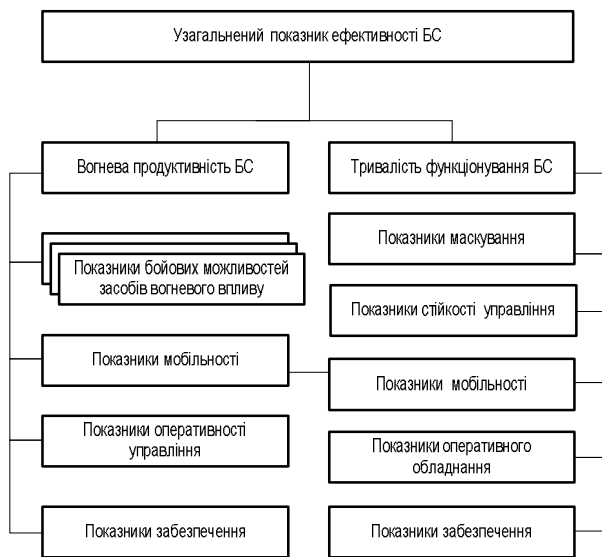 Узагальнений показник ефективності БС
Вогнева продуктивність БС
Показники бойових можливостей
засобів вогневого впливу
Показники мобільності
Показники оперативності
управління
Показники забезпечення
Тривалість функціонування БС
Показники маскування
Показники стійкості управління
Показники мобільності
Показники оперативного
обладнання
Показники забезпечення